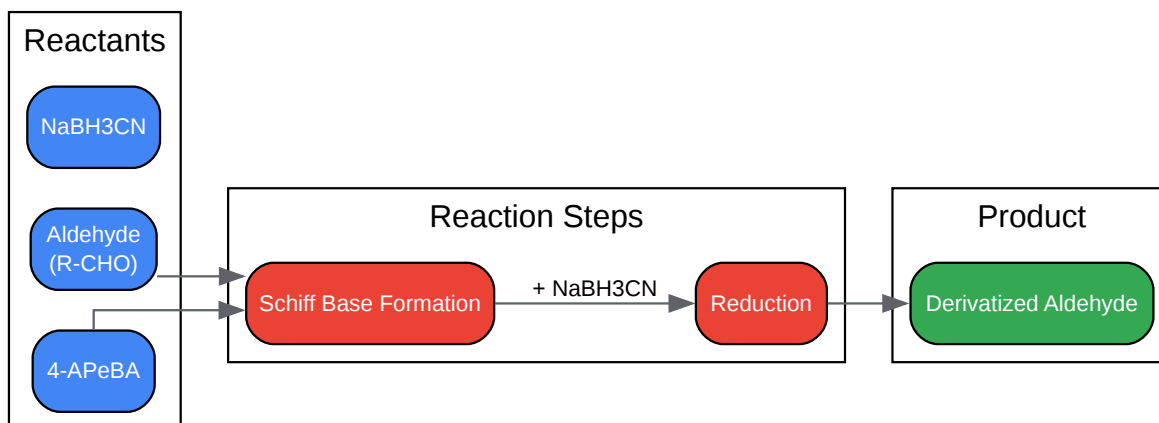 Reactants
NaBH3CN
Aldehyde
(R-CHO)
4-APeBA
Reaction Steps
Schiff Base Formation
+ NaBH3CN
Reduction
Product
Derivatized Aldehyde